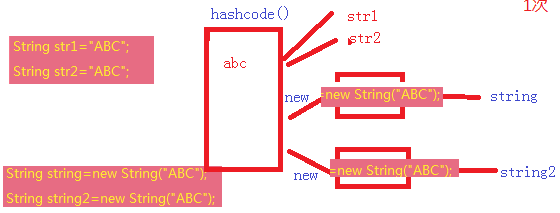 1次
hashcode()
str1
str2
String str1="ABC";
String str2="ABC";
abc
new
=new String("ABC");
string
String string=new String("ABC");
String string2=new String("ABC");
new
=new String("ABC");
string2